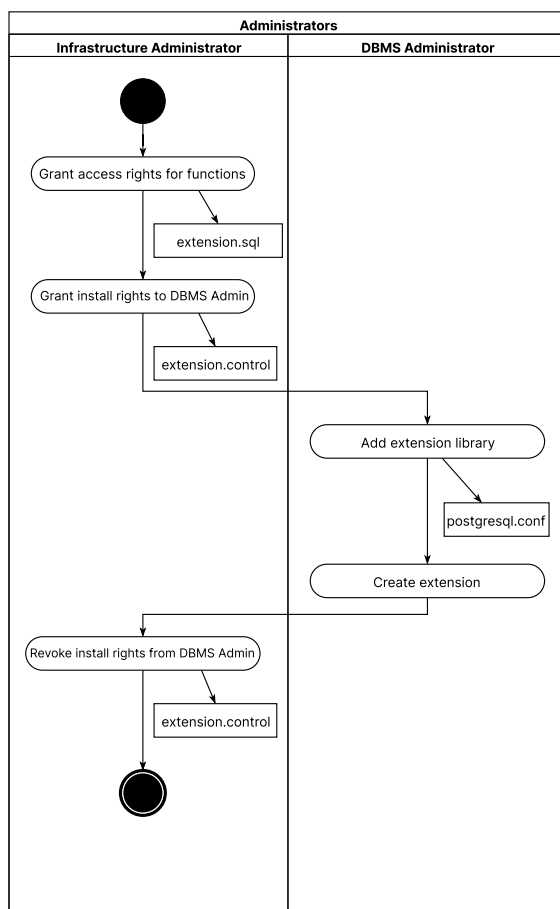 Administrators
Infrastructure Administrator
DBMS Administrator
Grant access rights for functions
extension.sql
Grant install rights to DBMS Admin
extension.control
Add extension library
postgresql.conf
Create extension
Revoke install rights from DBMS Admin
extension.control